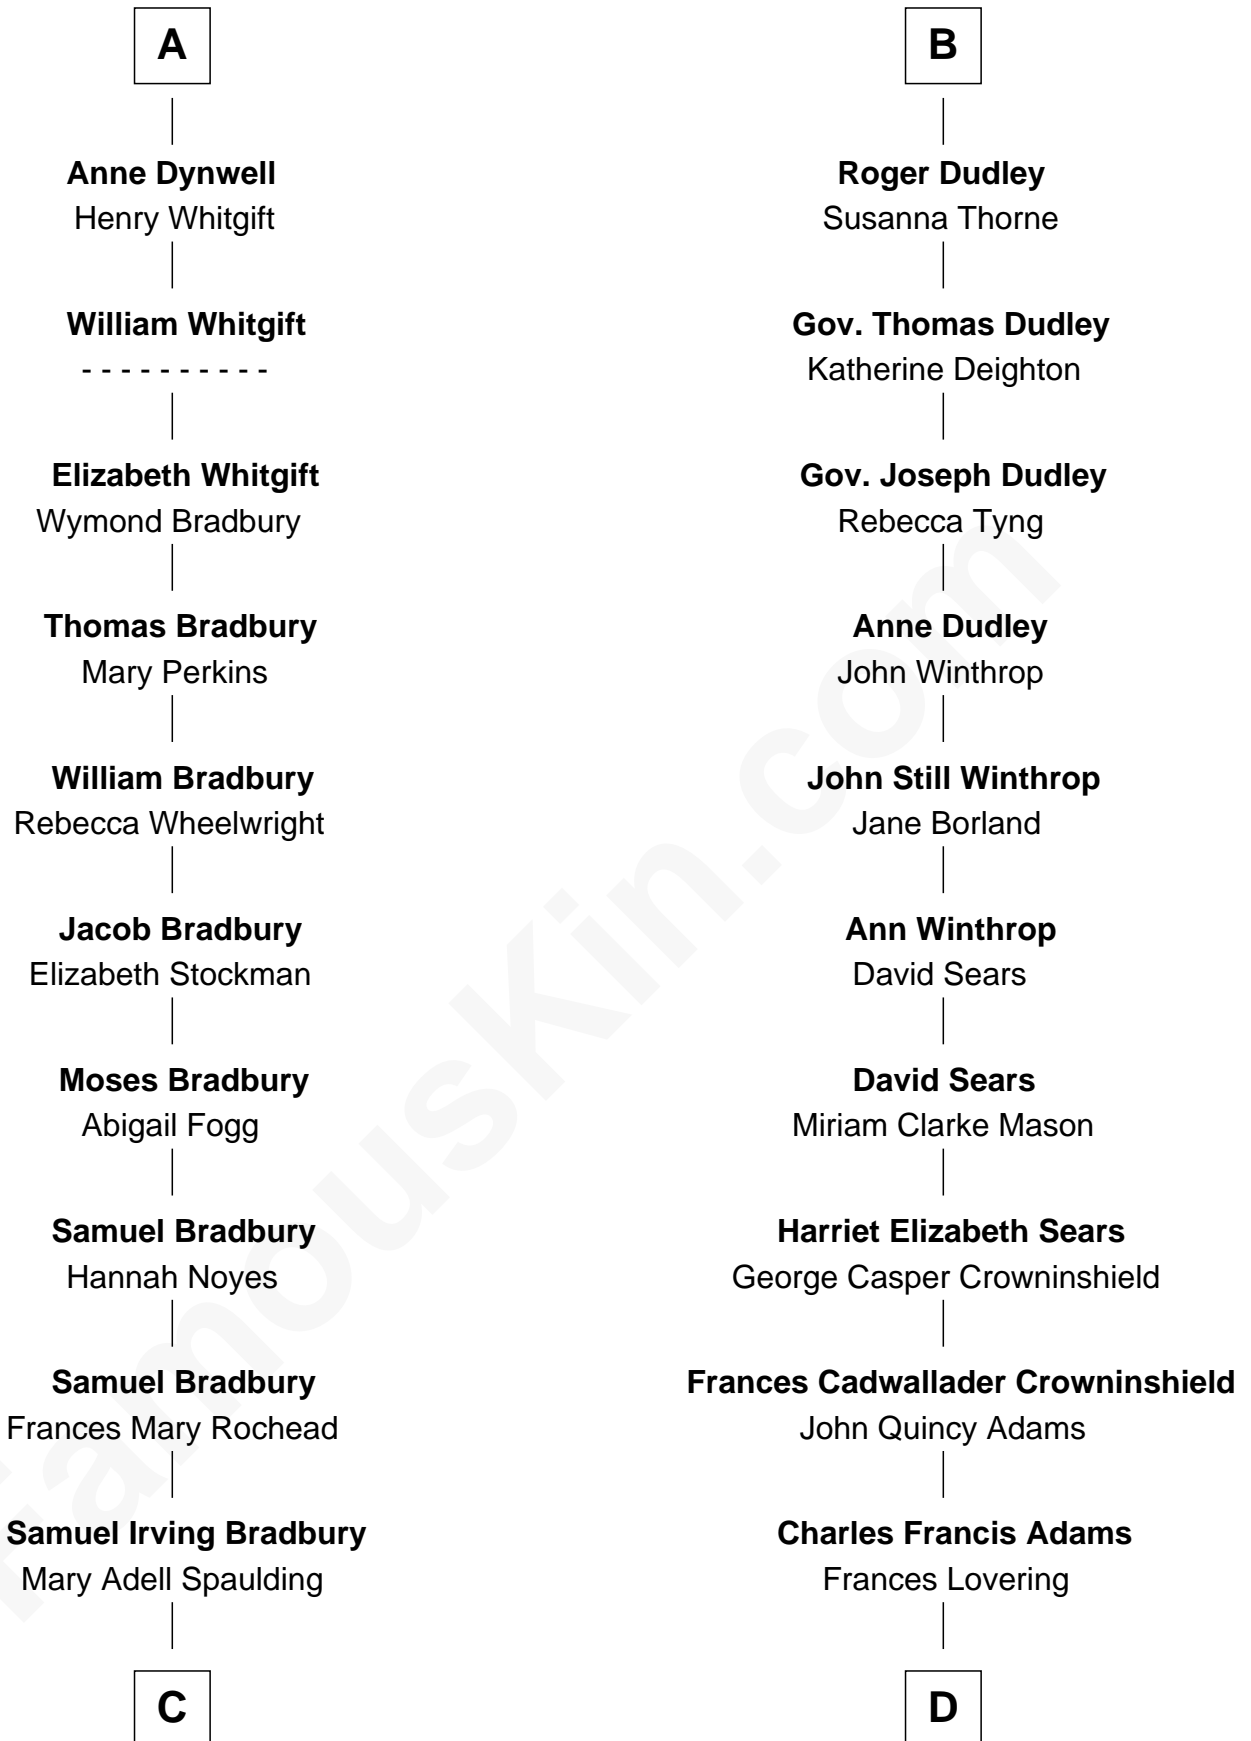 A
Anne Dynwell
Henry Whitgift
William Whitgift
- - - - - - - - - -
Elizabeth Whitgift
Wymond Bradbury
Thomas Bradbury
Mary Perkins
William Bradbury
Rebecca Wheelwright
Jacob Bradbury
Elizabeth Stockman
Moses Bradbury
Abigail Fogg
Samuel Bradbury
Hannah Noyes
Samuel Bradbury
Frances Mary Rochead
Samuel Irving Bradbury
Mary Adell Spaulding
C
B
Roger Dudley
Susanna Thorne
Gov. Thomas Dudley
Katherine Deighton
Gov. Joseph Dudley
Rebecca Tyng
Anne Dudley
John Winthrop
John Still Winthrop
Jane Borland
Ann Winthrop
David Sears
David Sears
Miriam Clarke Mason
Harriet Elizabeth Sears
George Casper Crowninshield
Frances Cadwallader Crowninshield
John Quincy Adams
Charles Francis Adams
Frances Lovering
D
FamousKin.com